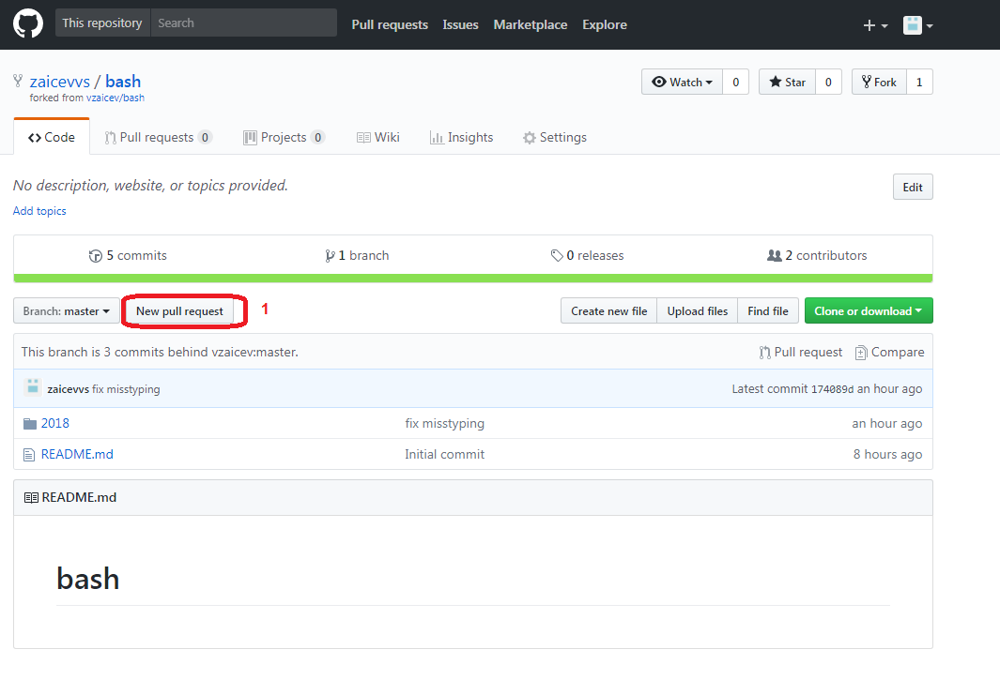 This repository Search Pull requests Issues Marketplace Explore
zaicevvs / bash Watch 0 Star 0 Fork 1
forked from vzaicev/bash
Code Pull requests 0 Projects 0 Wiki Insights Settings
No description, website, or topics provided. Edit
Add topics
5 commits 1 branch 0 releases 2 contributors
Branch: master New pull request 1 Create new file Upload files Find file Clone or download
This branch is 3 commits behind vzaicev:master. Pull request Compare
zaicevvs fix misstyping Latest commit 174089d an hour ago
2018 fix misstyping an hour ago
README.md Initial commit 8 hours ago
README.md
bash